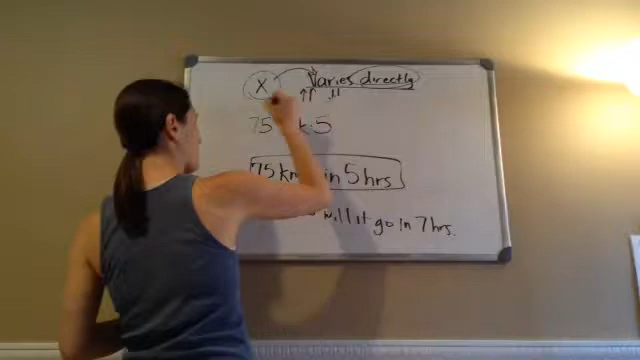 X varies directly
↑↑ ↓↓
75 k·5
75 km in 5 hrs
will it go in 7 hrs.